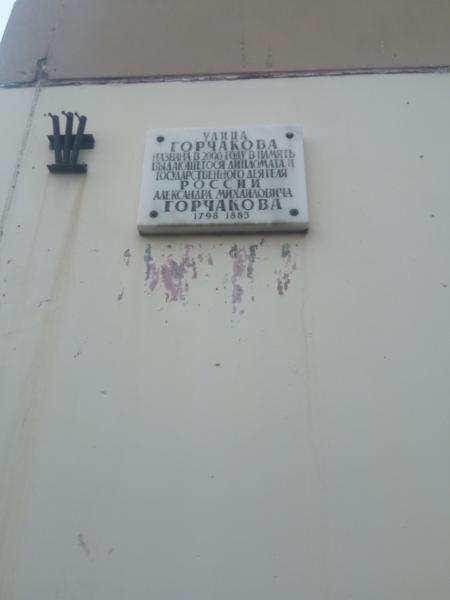 УЛИЦА
ГОРЧАКОВА
НАЗВАНА В 2000 ГОДУ В ПАМЯТЬ
ВЫДАЮЩЕГОСЯ ДИПЛОМАТА И
ГОСУДАРСТВЕННОГО ДЕЯТЕЛЯ
РОССИИ
АЛЕКСАНДРА МИХАЙЛОВИЧА
ГОРЧАКОВА
1798 1883